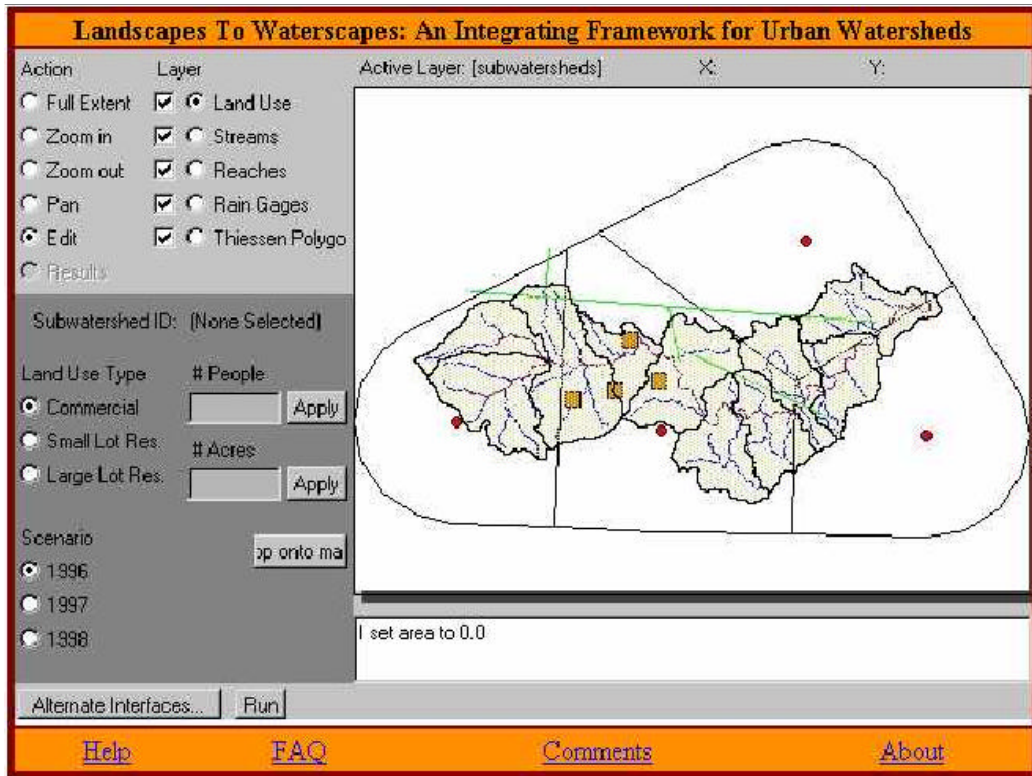 Landscapes To Waterscapes: An Integrating Framework for Urban Watersheds
Action Layer
Active Layer: [subwatersheds] X: Y:
Full Extent Land Use
Zoom in Streams
Zoom out Reaches
Pan Rain Gages
Edit Thiessen Polygo
Results
Subwatershed ID: (None Selected)
Land Use Type # People
Commercial Apply
Small Lot Res. # Acres
Large Lot Res. Apply
Scenario
op onto ma
1996
1997
1998
I set area to 0.0
Alternate Interfaces... Run
Help FAQ Comments About